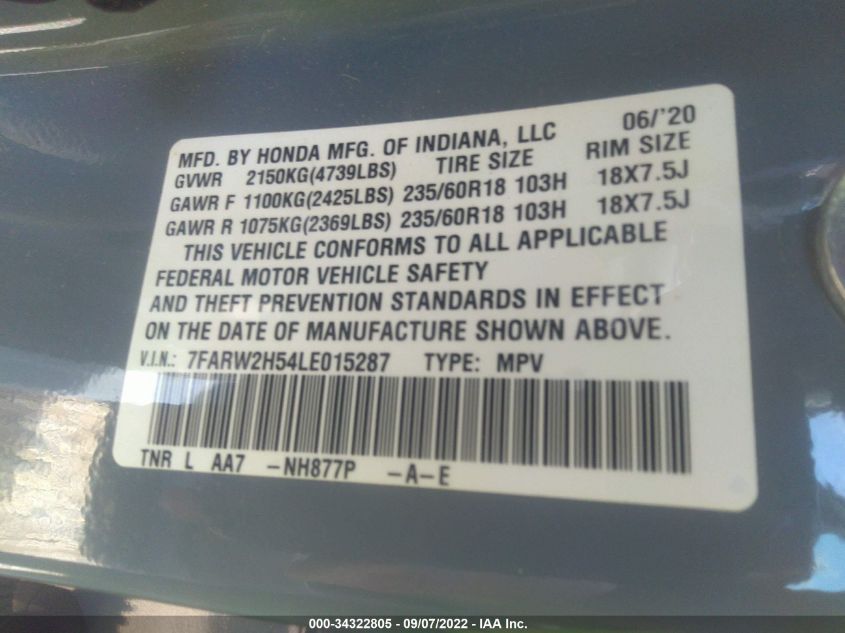 MFD. BY HONDA MFG. OF INDIANA, LLC 06/'20
GVWR 2150KG(4739LBS) TIRE SIZE RIM SIZE
GAWR F 1100KG(2425LBS) 235/60R18 103H 18X7.5J
GAWR R 1075KG(2369LBS) 235/60R18 103H 18X7.5J
THIS VEHICLE CONFORMS TO ALL APPLICABLE
FEDERAL MOTOR VEHICLE SAFETY
AND THEFT PREVENTION STANDARDS IN EFFECT
ON THE DATE OF MANUFACTURE SHOWN ABOVE.
V.I.N.: 7FARW2H54LE015287 TYPE: MPV
TNR L AA7 -NH877P -A-E
000-34322805 - 09/07/2022 - IAA Inc.